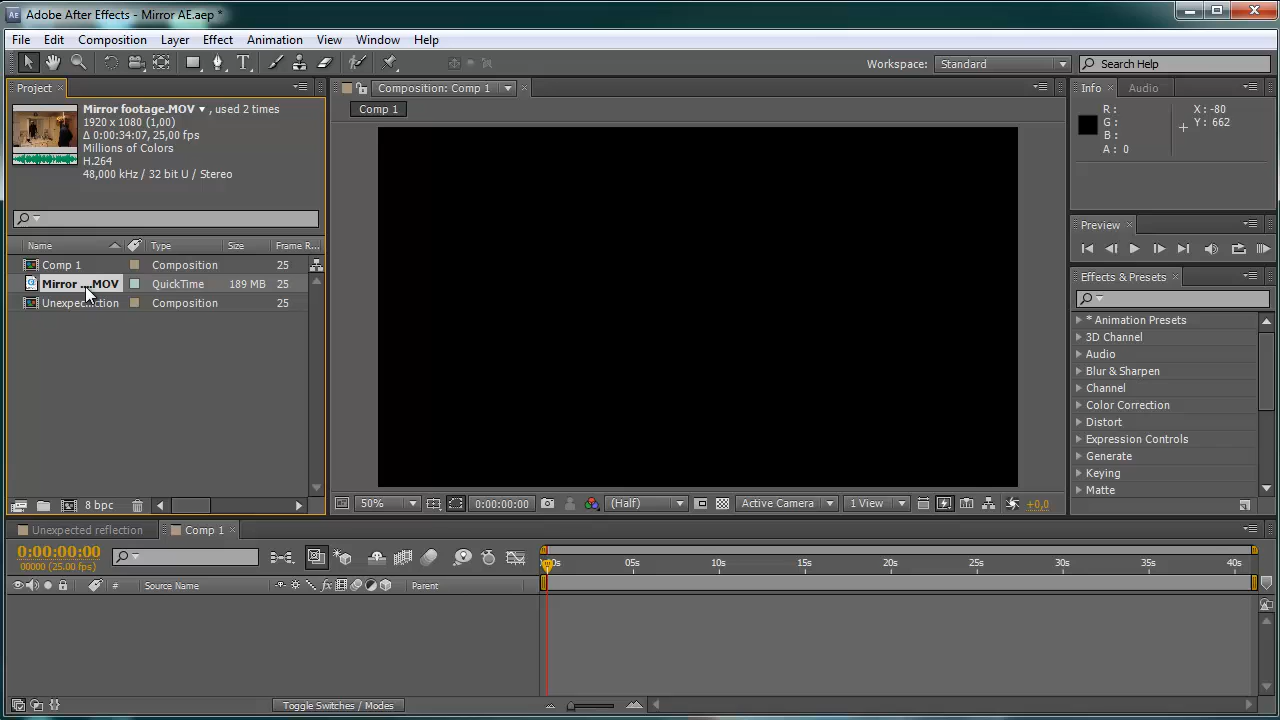 Adobe After Effects - Mirror AE.aep *
File Edit Composition Layer Effect Animation View Window Help
Workspace: Standard Search Help
Project
Mirror footage.MOV , used 2 times
1920 x 1080 (1,00)
Δ 0:00:34:07, 25,00 fps
Millions of Colors
H.264
48,000 kHz / 32 bit U / Stereo
Name Type Size Frame R...
Comp 1 Composition 25
Mirror ...MOV QuickTime 189 MB 25
Unexpec...ction Composition 25
8 bpc
Composition: Comp 1
Comp 1
50% 0:00:00:00 (Half) Active Camera 1 View +0,0
Info Audio
R : X : -80
G : Y : 662
B :
A : 0
Preview
Effects & Presets
* Animation Presets
3D Channel
Audio
Blur & Sharpen
Channel
Color Correction
Distort
Expression Controls
Generate
Keying
Matte
Unexpected reflection Comp 1
0:00:00:00
00000 (25.00 fps)
# Source Name Parent
00s 05s 10s 15s 20s 25s 30s 35s 40s
Toggle Switches / Modes